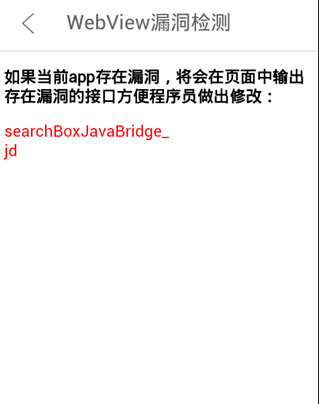 WebView漏洞检测
如果当前app存在漏洞，将会在页面中输出
存在漏洞的接口方便程序员做出修改：
searchBoxJavaBridge_
jd